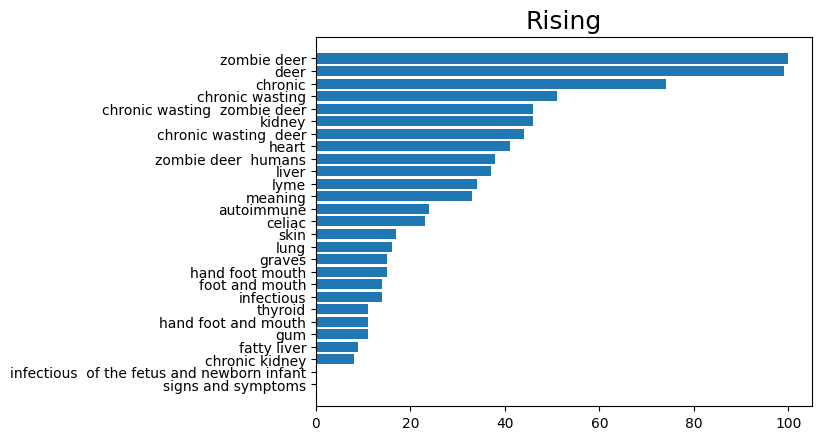 Rising
zombie deer
deer
chronic
chronic wasting
chronic wasting  zombie deer
kidney
chronic wasting  deer
heart
zombie deer  humans
liver
lyme
meaning
autoimmune
celiac
skin
lung
graves
hand foot mouth
foot and mouth
infectious
thyroid
hand foot and mouth
gum
fatty liver
chronic kidney
infectious  of the fetus and newborn infant
signs and symptoms
0 20 40 60 80 100